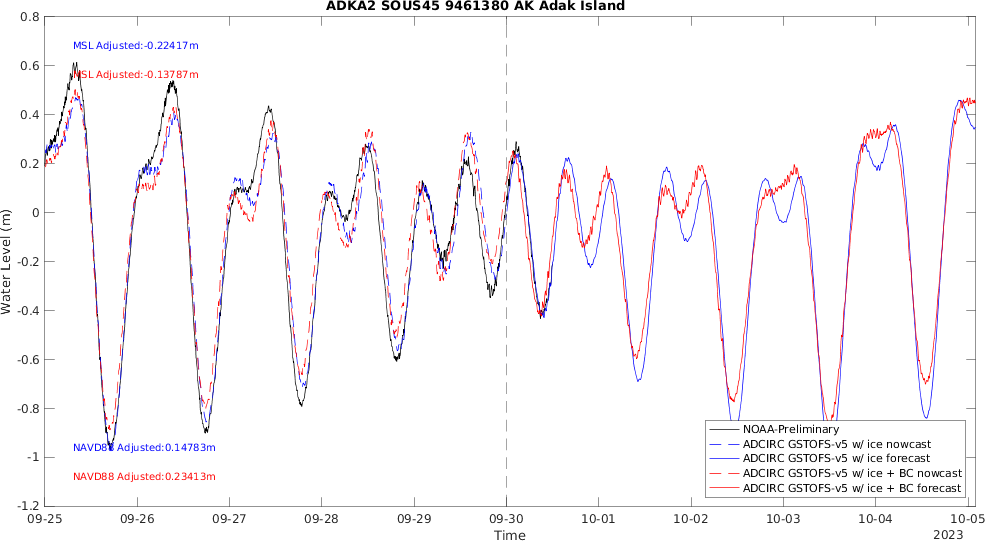 ADKA2 SOUS45 9461380 AK Adak Island
0.8
0.6
0.4
0.2
0
-0.2
-0.4
-0.6
-0.8
-1
-1.2
Water Level (m)
MSL Adjusted:-0.22417m
MSL Adjusted:-0.13787m
NAVD88 Adjusted:0.14783m
NAVD88 Adjusted:0.23413m
NOAA-Preliminary
ADCIRC GSTOFS-v5 w/ ice nowcast
ADCIRC GSTOFS-v5 w/ ice forecast
ADCIRC GSTOFS-v5 w/ ice + BC nowcast
ADCIRC GSTOFS-v5 w/ ice + BC forecast
09-25 09-26 09-27 09-28 09-29 09-30 10-01 10-02 10-03 10-04 10-05
Time
2023